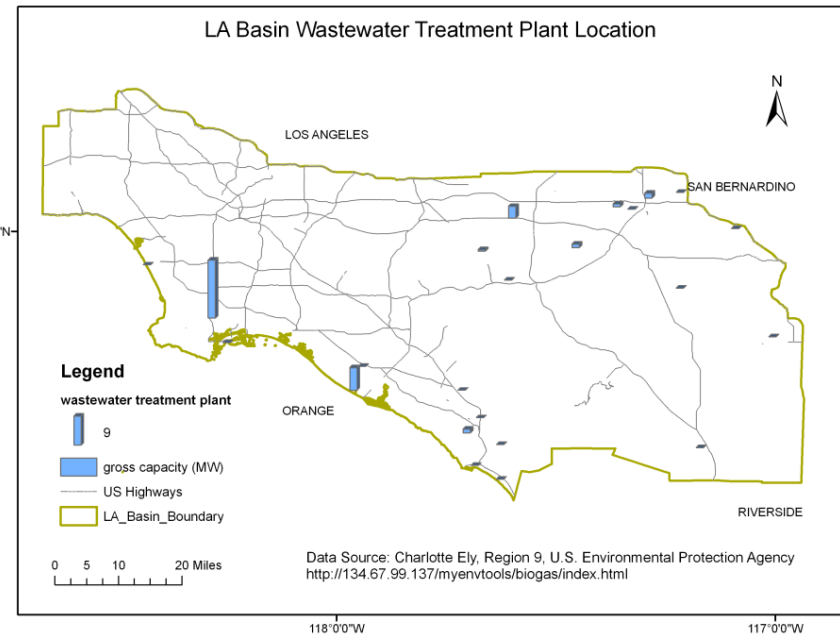 LA Basin Wastewater Treatment Plant Location
N
LOS ANGELES
SAN BERNARDINO
'N
Legend
wastewater treatment plant
9
ORANGE
gross capacity (MW)
US Highways
LA_Basin_Boundary
RIVERSIDE
0 5 10 20 Miles
Data Source: Charlotte Ely, Region 9, U.S. Environmental Protection Agency
http://134.67.99.137/myenvtools/biogas/index.html
118°0'0"W 117°0'0"W